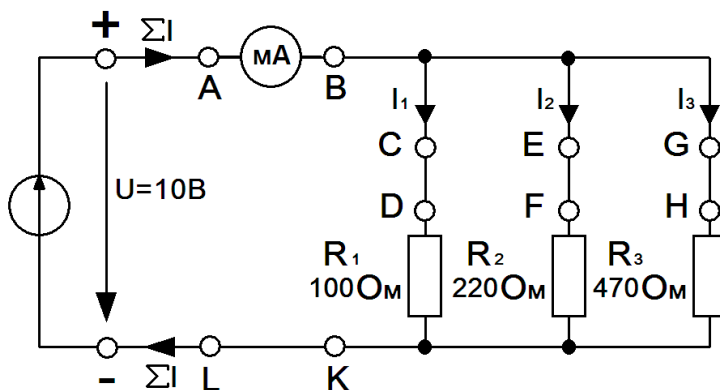 + ΣI
мА
A B
I₁ I₂ I₃
C E G
U=10В
D F H
R₁ R₂ R₃
100Ом 220Ом 470Ом
- ΣI L K